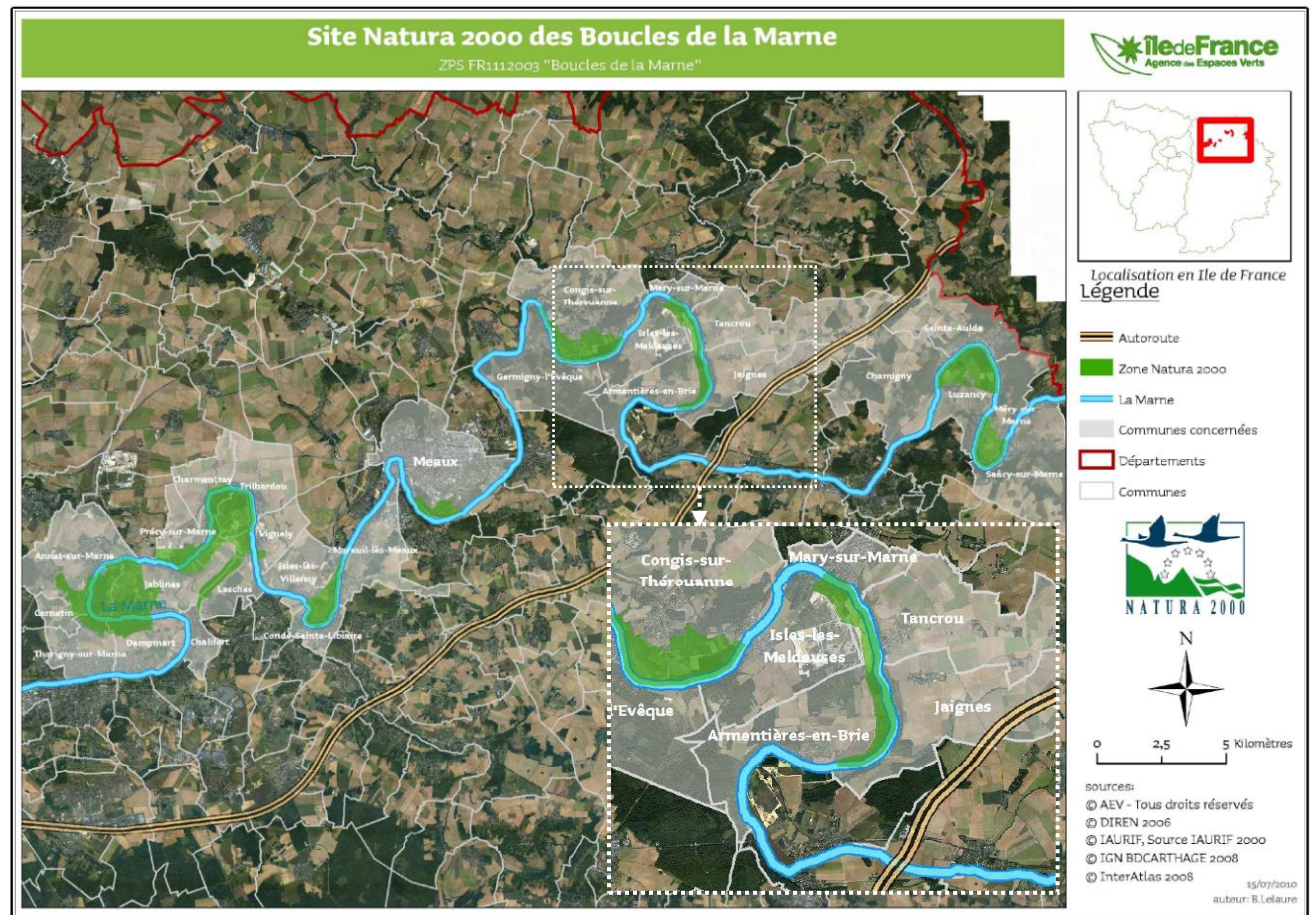 Site Natura 2000 des Boucles de la Marne
ZPS FR1112003 "Boucles de la Marne"
îledeFrance
Agence des Espaces Verts
Localisation en Ile de France
Légende
Autoroute
Zone Natura 2000
La Marne
Communes concernées
Départements
Communes
NATURA 2000
N
0 2,5 5 Kilomètres
sources:
© AEV - Tous droits réservés
© DIREN 2006
© IAURIF, Source IAURIF 2000
© IGN BDCARTHAGE 2008
© InterAtlas 2008
15/07/2010
auteur: B.Lelaure
Congis-sur-
Thérouanne
Mary-sur-Marne
Tancrou
Isles-les-
Meldeuses
Germigny-l'Evêque
Armentières-en-Brie
Jaignes
Sainte-Aulde
Chamigny
Luzancy
Méry-sur-
Marne
Saâcy-sur-Marne
Meaux
Charmentray
Trilbardou
Précy-sur-Marne
Vignely
Mareuil-lès-Meaux
Annet-sur-Marne
Isles-lès-
Villenoy
Jablines
Lesches
La Marne
Carnetin
Dampmart
Chalifert
Condé-Sainte-Libiaire
Thorigny-sur-Marne
Congis-sur-
Thérouanne
Mary-sur-Marne
Tancrou
Isles-les-
Meldeuses
l'Evêque
Jaignes
Armentières-en-Brie